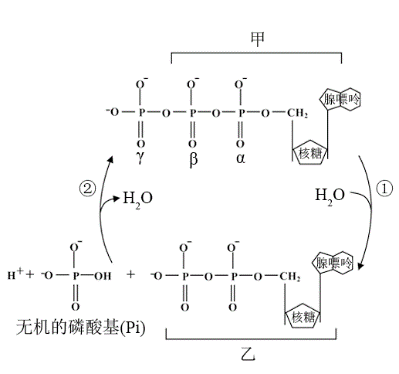 甲
O⁻ O⁻ O⁻
⁻O—P—O—P—O—P—O—CH₂ 腺嘌呤
O O O
γ β α 核糖
② H₂O H₂O ①
O⁻ O⁻ O⁻
H⁺+ ⁻O—P—OH + ⁻O—P—O—P—O—CH₂ 腺嘌呤
O O O
无机的磷酸基(Pi) 核糖
乙